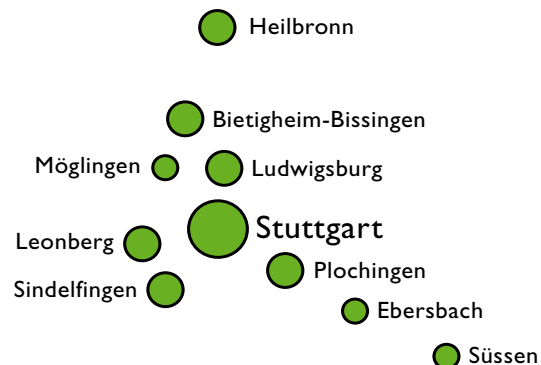 Heilbronn
Bietigheim-Bissingen
Möglingen
Ludwigsburg
Stuttgart
Leonberg
Plochingen
Sindelfingen
Ebersbach
Süssen